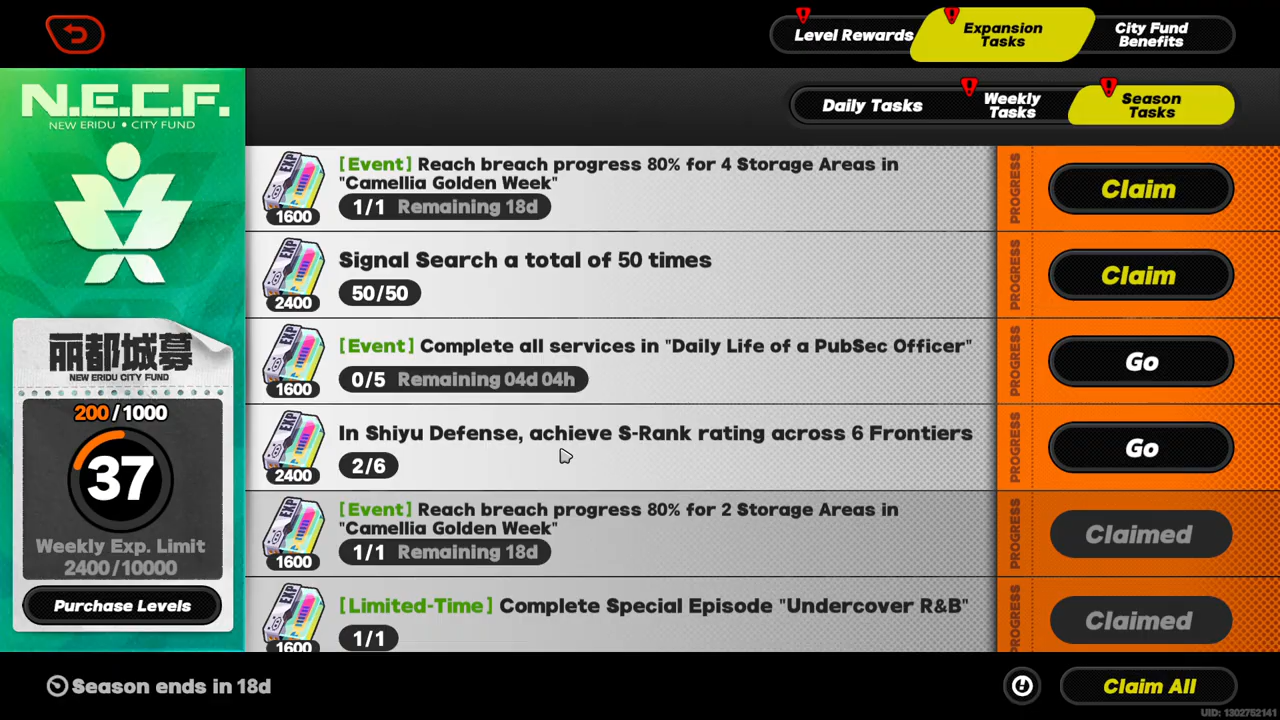 Level Rewards
Expansion
Tasks
City Fund
Benefits
N.E.C.F.
NEW ERIDU • CITY FUND
Daily Tasks
Weekly
Tasks
Season
Tasks
EXP
1600
[Event] Reach breach progress 80% for 4 Storage Areas in
"Camellia Golden Week"
1/1 Remaining 18d
PROGRESS
Claim
EXP
2400
Signal Search a total of 50 times
50/50
PROGRESS
Claim
EXP
1600
[Event] Complete all services in "Daily Life of a PubSec Officer"
0/5 Remaining 04d 04h
PROGRESS
Go
EXP
2400
In Shiyu Defense, achieve S-Rank rating across 6 Frontiers
2/6
PROGRESS
Go
EXP
1600
[Event] Reach breach progress 80% for 2 Storage Areas in
"Camellia Golden Week"
1/1 Remaining 18d
PROGRESS
Claimed
EXP
1600
[Limited-Time] Complete Special Episode "Undercover R&B"
1/1
PROGRESS
Claimed
丽都城募
NEW ERIDU CITY FUND
200/1000
37
Weekly Exp. Limit
2400/10000
Purchase Levels
Season ends in 18d
Claim All
UID: 1302752141